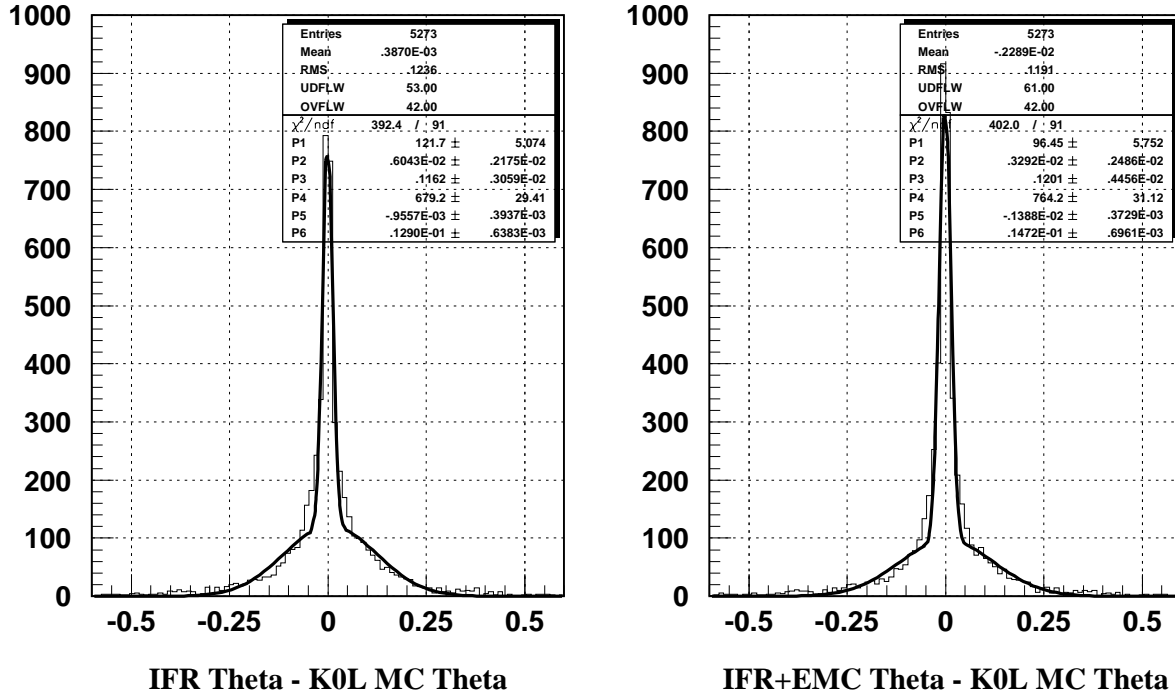 1000
900
800
700
600
500
400
300
200
100
0
-0.5 -0.25 0 0.25 0.5
Entries 5273
Mean .3870E-03
RMS .1236
UDFLW 53.00
OVFLW 42.00
χ²/ndf 392.4 / 91
P1 121.7 ± 5.074
P2 .6043E-02 ± .2175E-02
P3 .1162 ± .3059E-02
P4 679.2 ± 29.41
P5 -.9557E-03 ± .3937E-03
P6 .1290E-01 ± .6383E-03
IFR Theta - K0L MC Theta
1000
900
800
700
600
500
400
300
200
100
0
-0.5 -0.25 0 0.25 0.5
Entries 5273
Mean -.2289E-02
RMS .1191
UDFLW 61.00
OVFLW 42.00
χ²/ndf 402.0 / 91
P1 96.45 ± 5.752
P2 .3292E-02 ± .2486E-02
P3 .1201 ± .4456E-02
P4 764.2 ± 31.12
P5 -.1388E-02 ± .3729E-03
P6 .1472E-01 ± .6961E-03
IFR+EMC Theta - K0L MC Theta